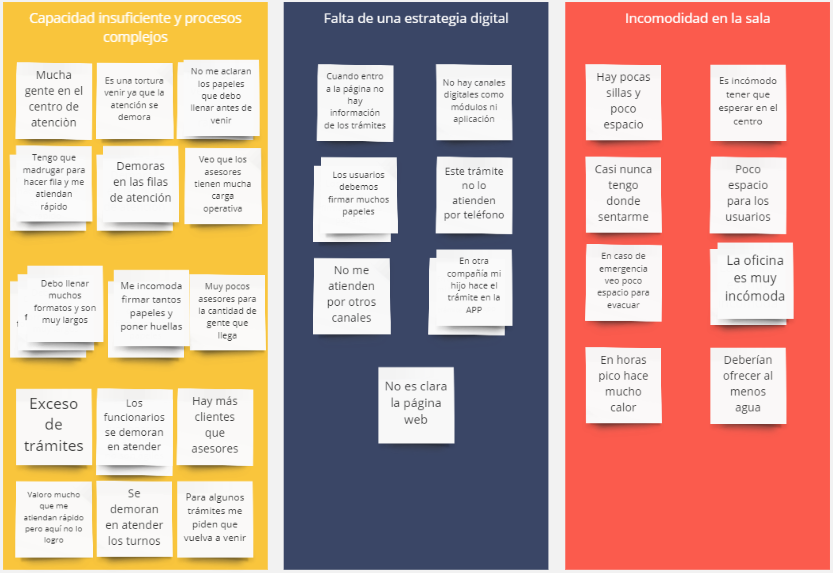 Capacidad insuficiente y procesos
complejos
Mucha
gente en el
centro de
atenciòn
Es una tortura
venir ya que la
atención se
demora
No me aclaran
los papeles
que debo
llenar antes de
venir
Tengo que
madrugar para
hacer fila y me
atiendan
rápido
Demoras
en las filas
de atención
Veo que los
asesores
tienen mucha
carga
operativa
Debo llenar
muchos
formatos y son
muy largos
Me incomoda
firmar tantos
papeles y
poner huellas
Muy pocos
asesores para
la cantidad de
gente que
llega
Exceso
de
trámites
Los
funcionarios
se demoran
en atender
Hay más
clientes
que
asesores
Valoro mucho
que me
atiendan rápido
pero aquí no lo
logro
Se
demoran
en atender
los turnos
Para algunos
trámites me
piden que
vuelva a venir
Falta de una estrategia digital
Cuando entro
a la página no
hay
información
de los trámites
No hay canales
digitales como
módulos ni
aplicación
Los usuarios
debemos
firmar muchos
papeles
Este trámite
no lo
atienden
por teléfono
No me
atienden
por otros
canales
En otra
compañía mi
hijo hace el
trámite en la
APP
No es clara
la página
web
Incomodidad en la sala
Hay pocas
sillas y
poco
espacio
Es incómodo
tener que
esperar en el
centro
Casi nunca
tengo
donde
sentarme
Poco
espacio
para los
usuarios
En caso de
emergencia
veo poco
espacio para
evacuar
La oficina
es muy
incómoda
En horas
pico hace
mucho
calor
Deberían
ofrecer al
menos
agua